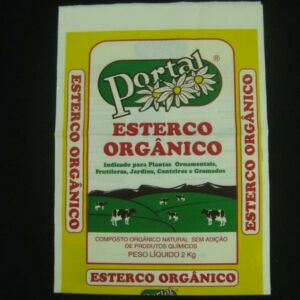 Portal ®
ESTERCO
ORGÂNICO
Indicado para Plantas Ornamentais,
Frutíferas, Jardins, Canteiros e Gramados
COMPOSTO ORGÂNICO NATURAL SEM ADIÇÃO
DE PRODUTOS QUÍMICOS
PESO LÍQUIDO 2 Kg
ESTERCO ORGÂNICO
ESTERCO ORGÂNICO
ESTERCO ORGÂNICO